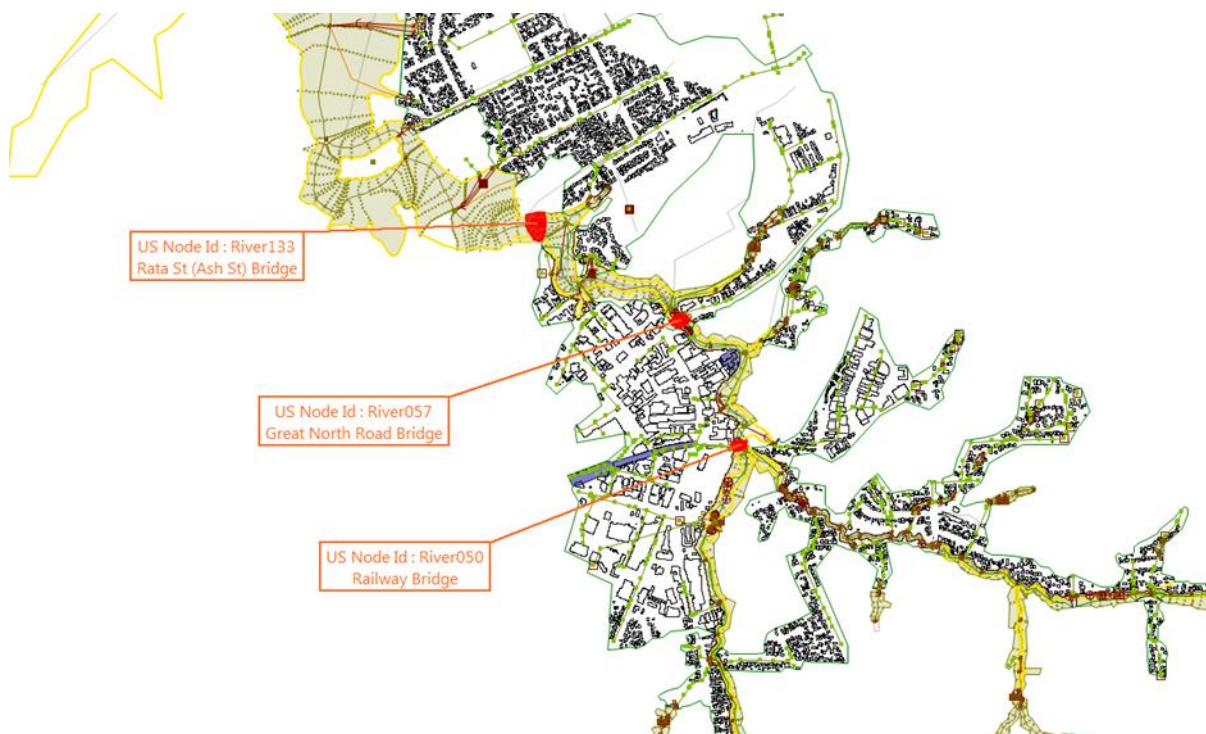 US Node Id : River133
Rata St (Ash St) Bridge
US Node Id : River057
Great North Road Bridge
US Node Id : River050
Railway Bridge